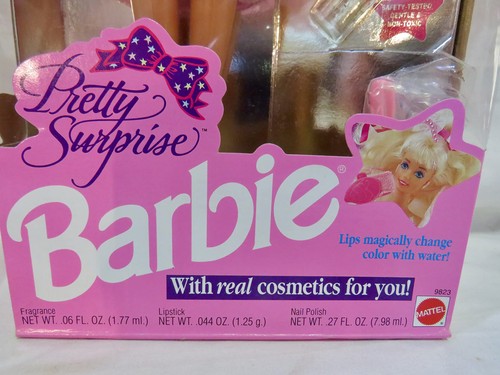 SAFETY-TESTED
GENTLE &
NON-TOXIC
Pretty
Surprise™
Barbie®
Lips magically change
color with water!
With real cosmetics for you!
Fragrance
NET WT. .06 FL. OZ. (1.77 ml.)
Lipstick
NET WT. .044 OZ. (1.25 g.)
Nail Polish
NET WT. .27 FL. OZ. (7.98 ml.)
9823
MATTEL